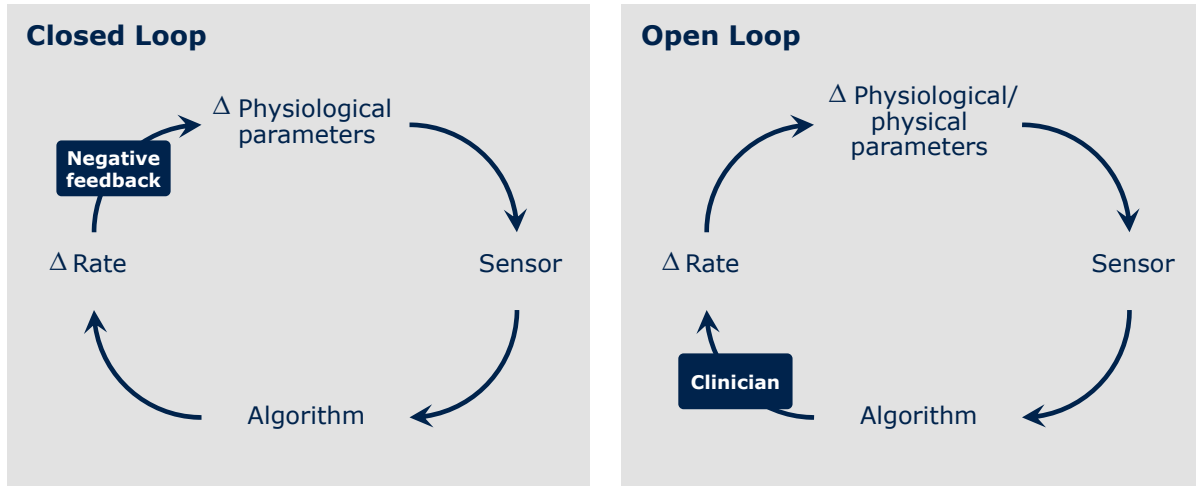 Closed Loop
Δ Physiological
parameters
Negative
feedback
Δ Rate
Sensor
Algorithm
Open Loop
Δ Physiological/
physical
parameters
Δ Rate
Sensor
Clinician
Algorithm